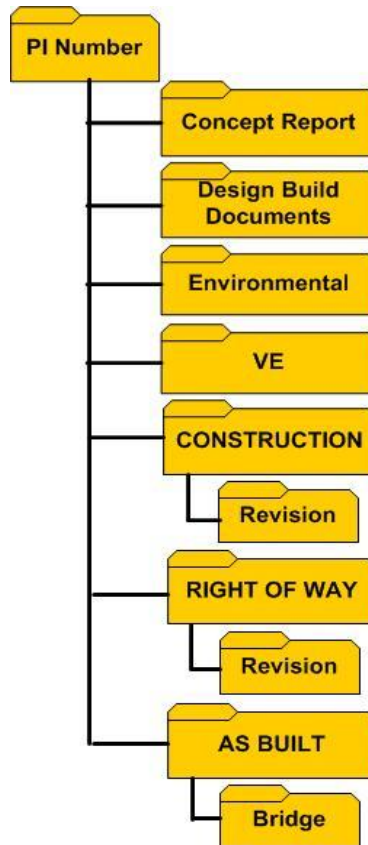 PI Number
Concept Report
Design Build
Documents
Environmental
VE
CONSTRUCTION
Revision
RIGHT OF WAY
Revision
AS BUILT
Bridge